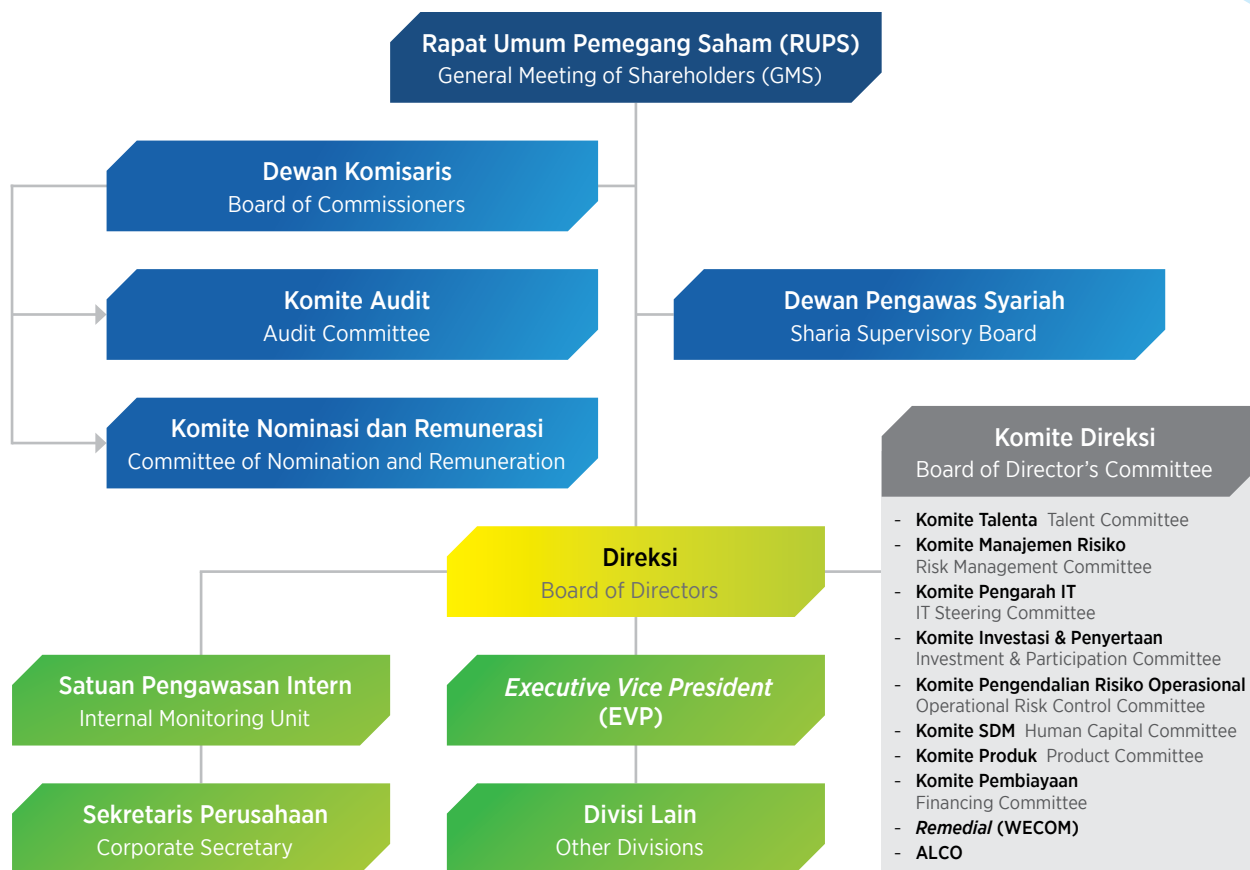 Rapat Umum Pemegang Saham (RUPS)
General Meeting of Shareholders (GMS)
Dewan Komisaris
Board of Commissioners
Komite Audit
Audit Committee
Dewan Pengawas Syariah
Sharia Supervisory Board
Komite Nominasi dan Remunerasi
Committee of Nomination and Remuneration
Komite Direksi
Board of Director’s Committee
- Komite Talenta Talent Committee
- Komite Manajemen Risiko
Risk Management Committee
- Komite Pengarah IT
IT Steering Committee
- Komite Investasi & Penyertaan
Investment & Participation Committee
- Komite Pengendalian Risiko Operasional
Operational Risk Control Committee
- Komite SDM Human Capital Committee
- Komite Produk Product Committee
- Komite Pembiayaan
Financing Committee
- Remedial (WECOM)
- ALCO
Direksi
Board of Directors
Satuan Pengawasan Intern
Internal Monitoring Unit
Executive Vice President
(EVP)
Sekretaris Perusahaan
Corporate Secretary
Divisi Lain
Other Divisions